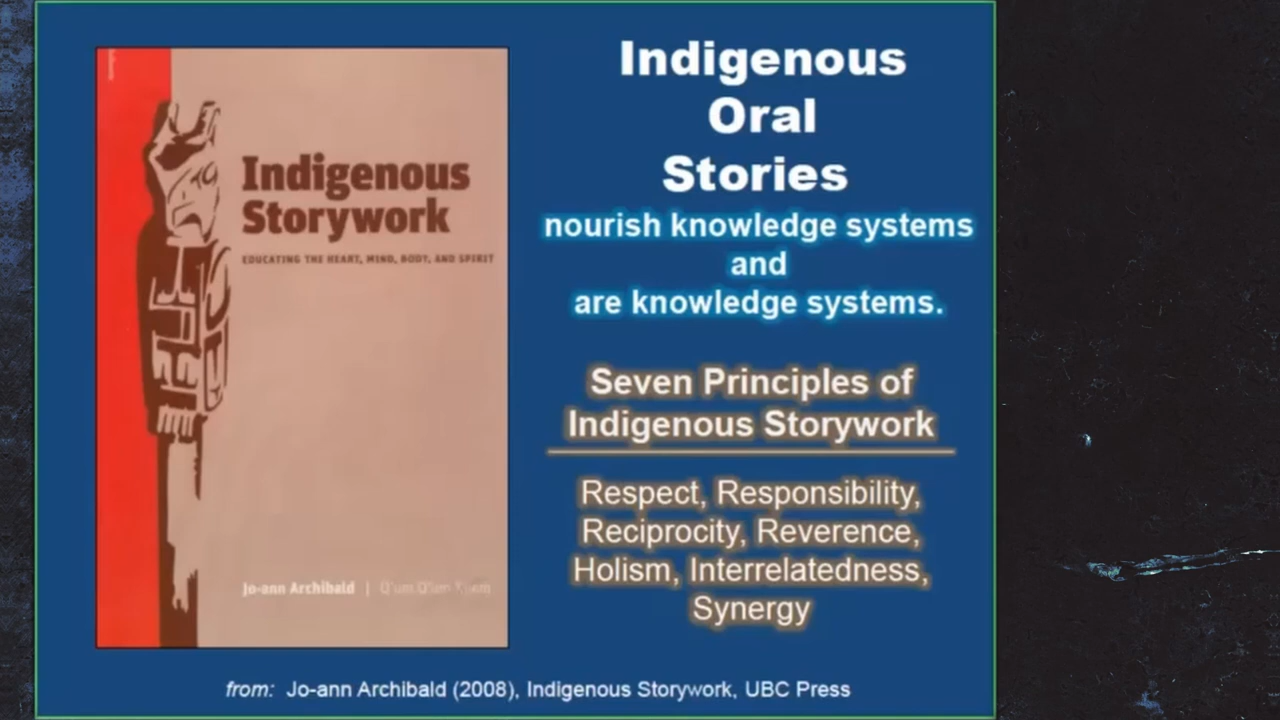 Indigenous
Storywork
EDUCATING THE HEART, MIND, BODY, AND SPIRIT
Jo-ann Archibald |
Indigenous
Oral
Stories
nourish knowledge systems
and
are knowledge systems.
Seven Principles of
Indigenous Storywork
Respect, Responsibility,
Reciprocity, Reverence,
Holism, Interrelatedness,
Synergy
from: Jo-ann Archibald (2008), Indigenous Storywork, UBC Press